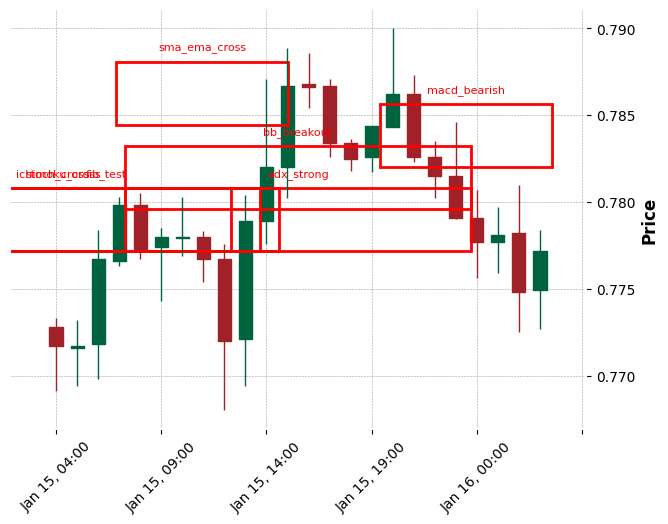 sma_ema_cross
macd_bearish
bb_breakout
adx_strong
0.790
0.785
0.780
0.775
0.770
Price
Jan 15, 04:00
Jan 15, 09:00
Jan 15, 14:00
Jan 15, 19:00
Jan 16, 00:00